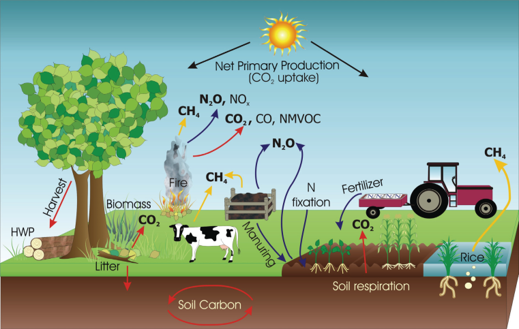 Net Primary Production
(CO₂ uptake)
N₂O, NOₓ
CH₄
CO₂, CO, NMVOC
N₂O
CH₄
CH₄
Fire
Harvest
Biomass
N
fixation
Fertilizer
CO₂
CO₂
HWP
Manuring
Litter
Rice
Soil respiration
Soil Carbon